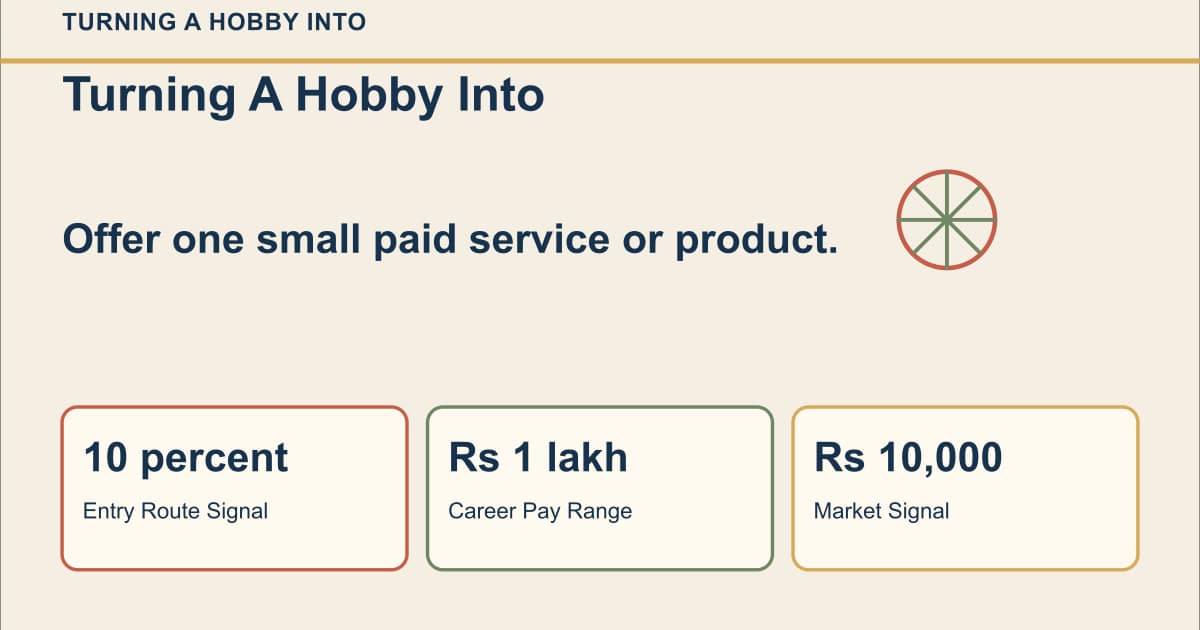 TURNING A HOBBY INTO
Turning A Hobby Into
Offer one small paid service or product.
10 percent
Entry Route Signal
Rs 1 lakh
Career Pay Range
Rs 10,000
Market Signal